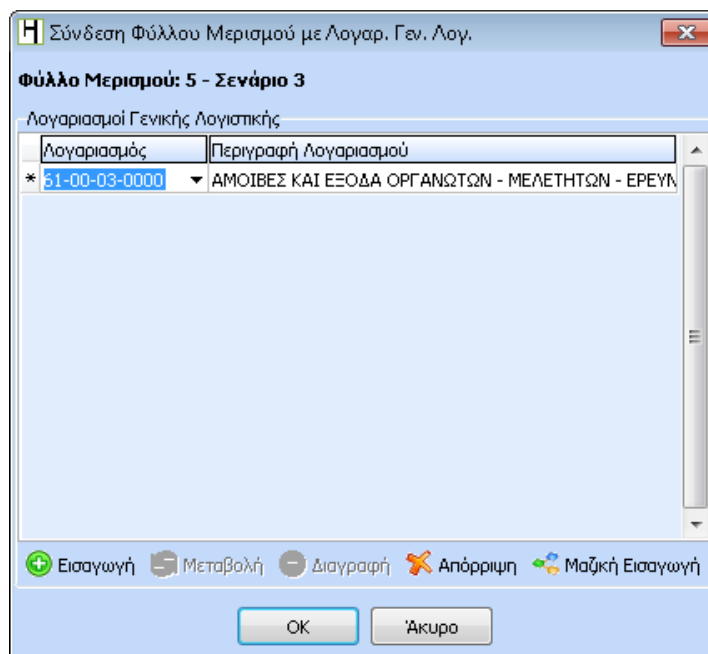 H Σύνδεση Φύλλου Μερισμού με Λογαρ. Γεν. Λογ.
Φύλλο Μερισμού: 5 - Σενάριο 3
Λογαριασμοί Γενικής Λογιστικής
Λογαριασμός Περιγραφή Λογαριασμού
* 61-00-03-0000 ΑΜΟΙΒΕΣ ΚΑΙ ΕΞΟΔΑ ΟΡΓΑΝΩΤΩΝ - ΜΕΛΕΤΗΤΩΝ - ΕΡΕΥΝ
Εισαγωγή Μεταβολή Διαγραφή Απόρριψη Μαζική Εισαγωγή
OK Άκυρο